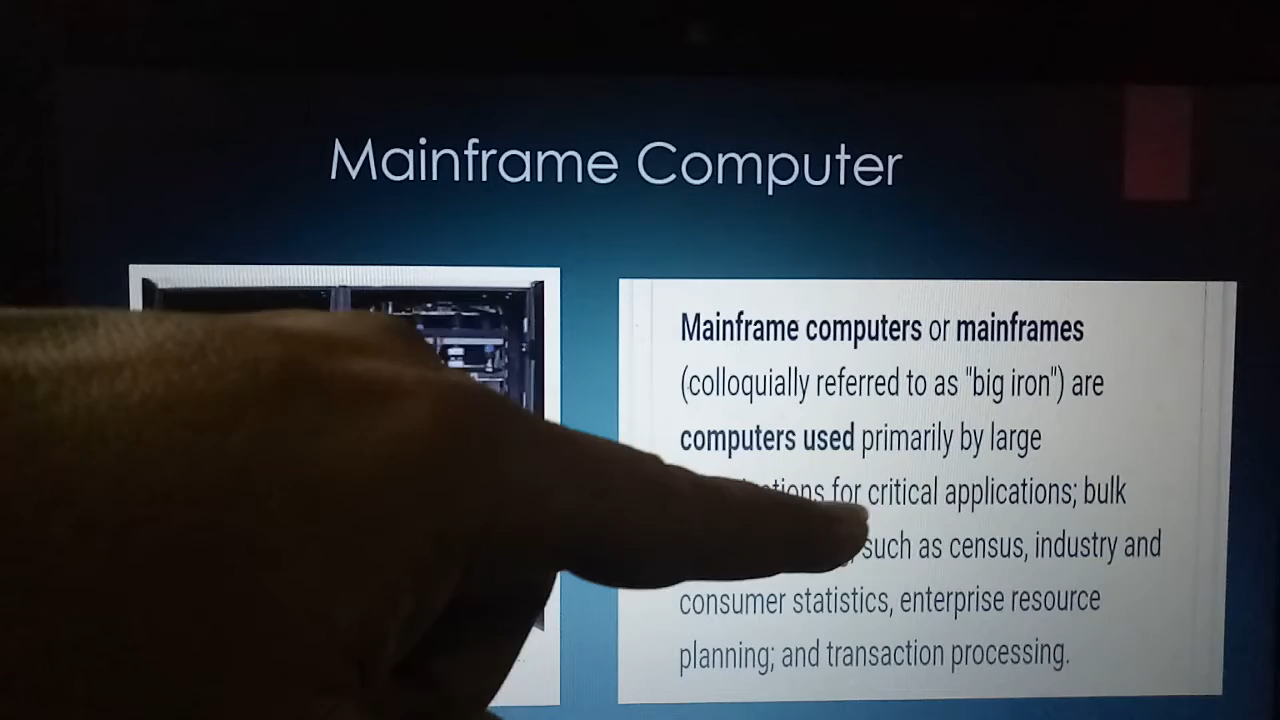 Mainframe Computer
Mainframe computers or mainframes
(colloquially referred to as "big iron") are
computers used primarily by large
for critical applications; bulk
such as census, industry and
consumer statistics, enterprise resource
planning; and transaction processing.